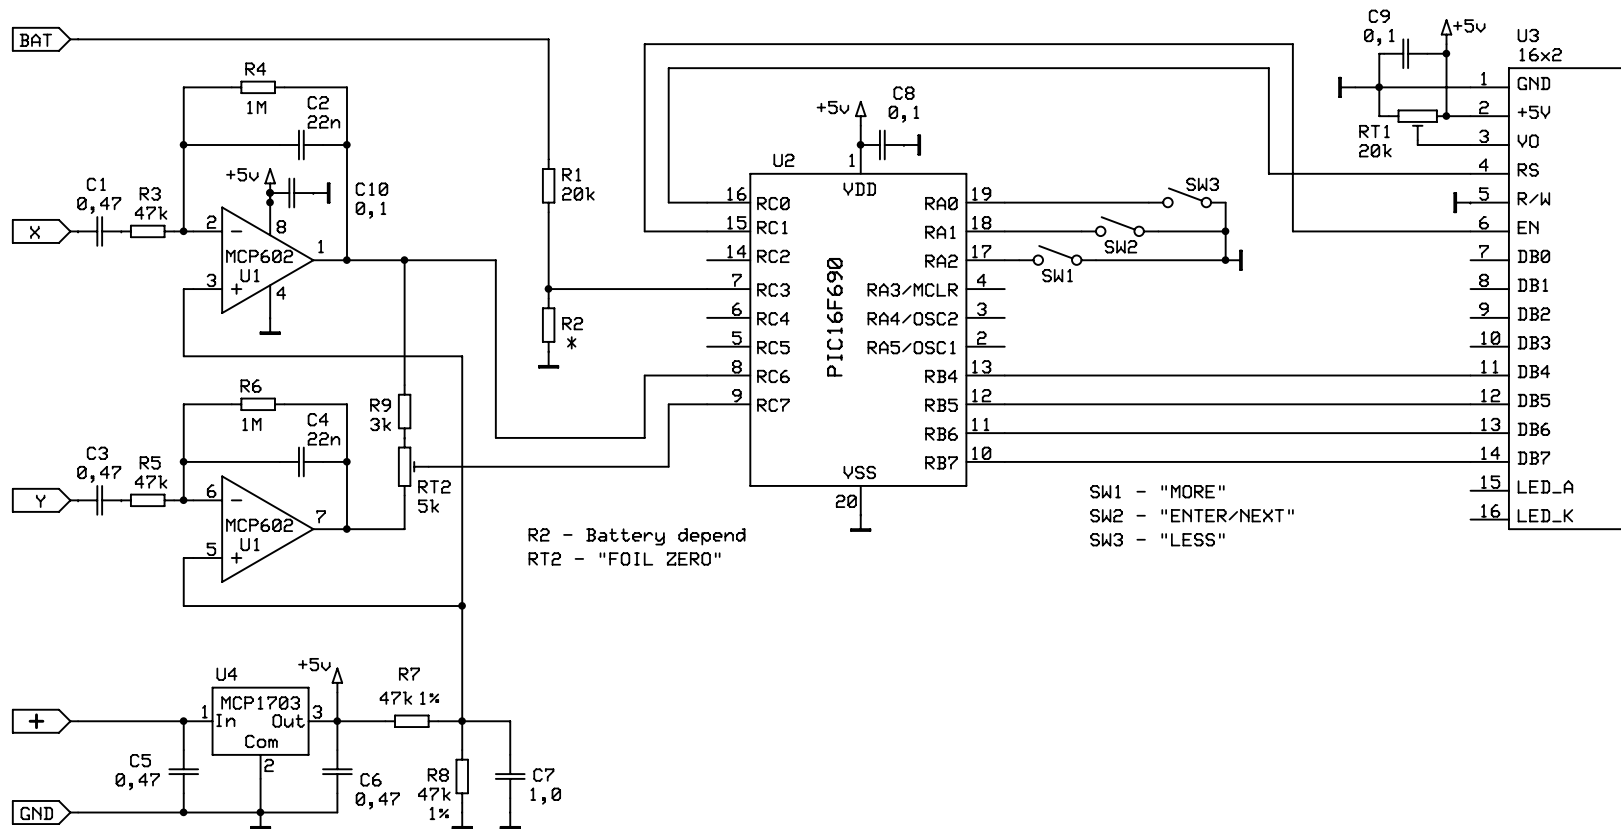 BAT
R4
1M
C2
22n
+5v
C10
0,1
C1
0,47
R3
47k
X
2
8
MCP602
U1
1
3
4
R6
1M
C4
22n
C3
0,47
R5
47k
Y
6
MCP602
U1
7
5
R9
3k
RT2
5k
R1
20k
R2
*
R2 - Battery depend
RT2 - "FOIL ZERO"
U4
MCP1703
1
In
Out
3
Com
2
+5v
R7
47k 1%
+
C5
0,47
C6
0,47
R8
47k
1%
C7
1,0
GND
+5v
C8
0,1
U2
1
VDD
PIC16F690
16 RC0
15 RC1
14 RC2
7 RC3
6 RC4
5 RC5
8 RC6
9 RC7
RA0 19
RA1 18
RA2 17
RA3/MCLR 4
RA4/OSC2 3
RA5/OSC1 2
RB4 13
RB5 12
RB6 11
RB7 10
VSS
20
SW3
SW2
SW1
SW1 - "MORE"
SW2 - "ENTER/NEXT"
SW3 - "LESS"
C9
0,1
+5v
RT1
20k
U3
16x2
1 GND
2 +5V
3 VO
4 RS
5 R/W
6 EN
7 DB0
8 DB1
9 DB2
10 DB3
11 DB4
12 DB5
13 DB6
14 DB7
15 LED_A
16 LED_K